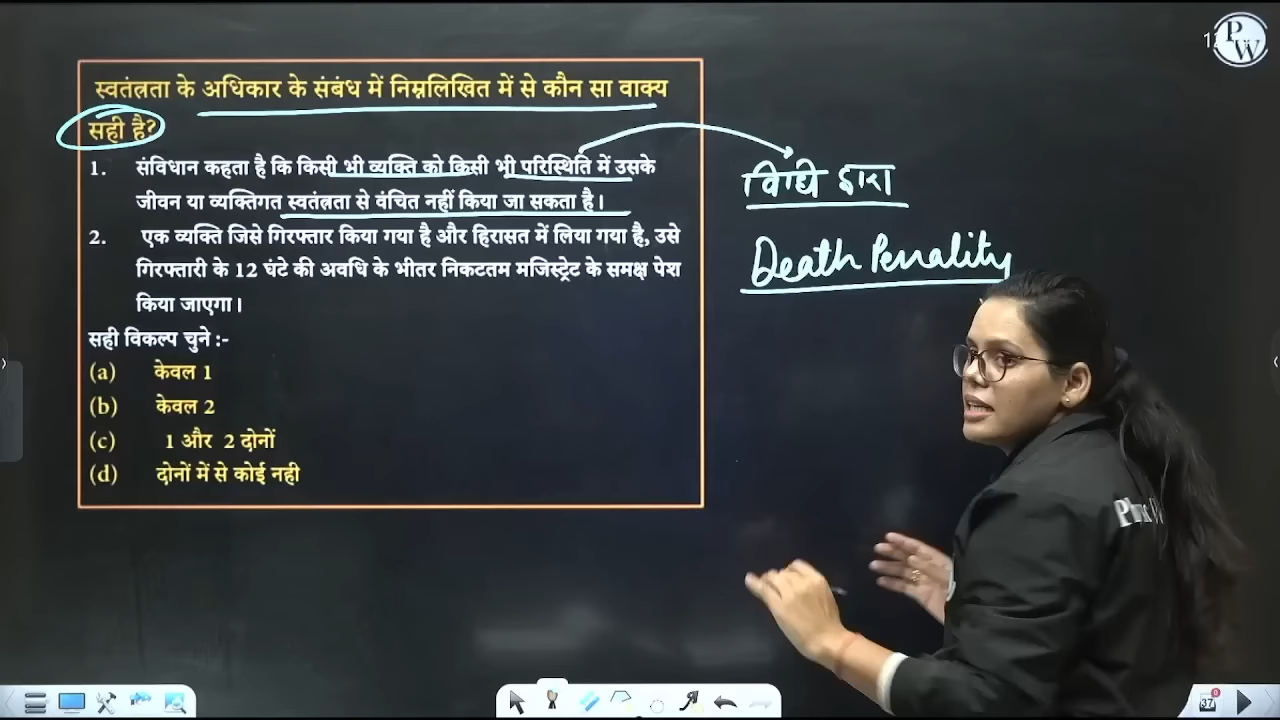 स्वतंत्रता के अधिकार के संबंध में निम्नलिखित में से कौन सा वाक्य
सही है?
1. संविधान कहता है कि किसी भी व्यक्ति को किसी भी परिस्थिति में उसके
जीवन या व्यक्तिगत स्वतंत्रता से वंचित नहीं किया जा सकता है।
2. एक व्यक्ति जिसे गिरफ्तार किया गया है और हिरासत में लिया गया है, उसे
गिरफ्तारी के 12 घंटे की अवधि के भीतर निकटतम मजिस्ट्रेट के समक्ष पेश
किया जाएगा।
सही विकल्प चुने :-
(a) केवल 1
(b) केवल 2
(c) 1 और 2 दोनों
(d) दोनों में से कोई नही
विधि द्वारा
Death Penality
PW
37